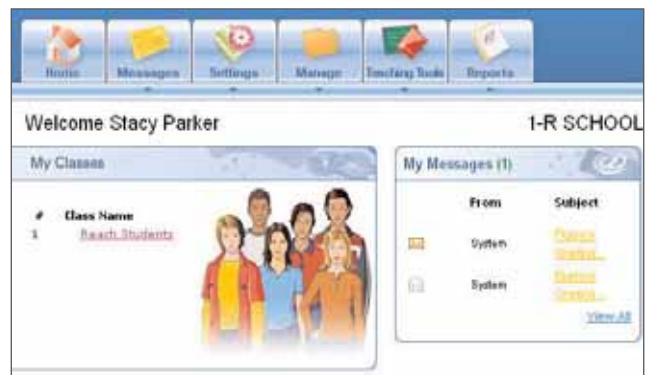 Home Messages Settings Manage Teaching Tools Reports
Welcome Stacy Parker 1-R SCHOOL
My Classes
# Class Name
1 Reach Students
My Messages (1)
From Subject
System
System
View All